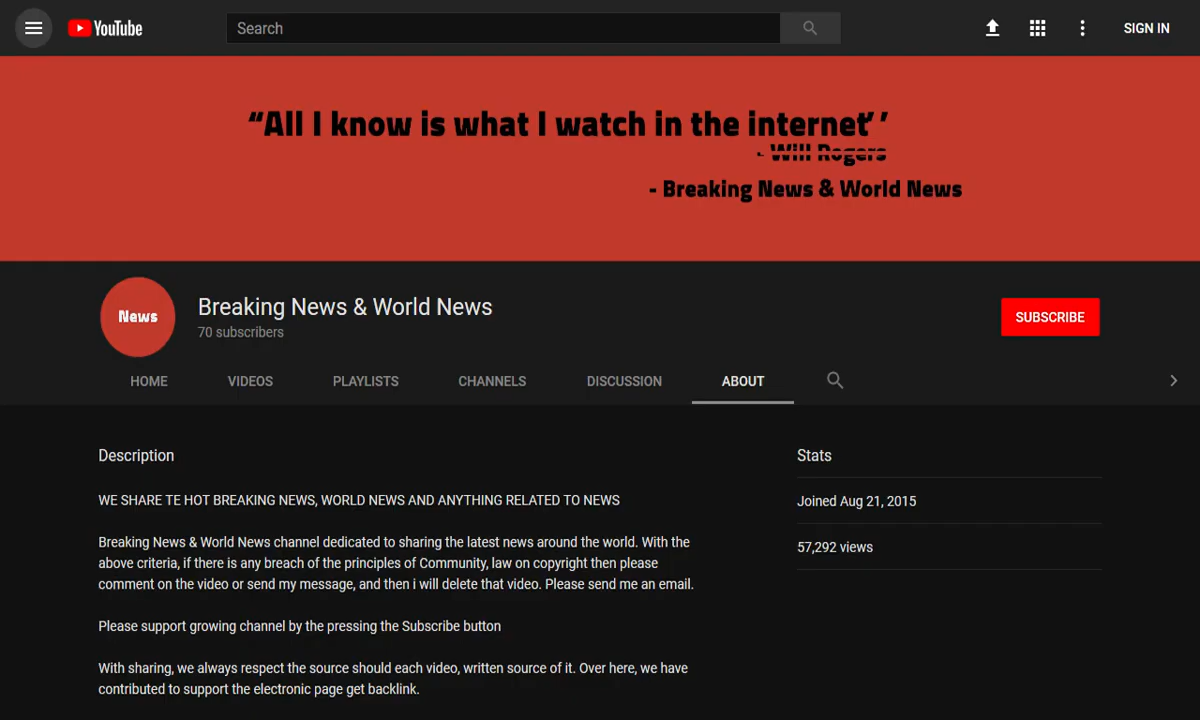 YouTube
Search
SIGN IN
“All I know is what I watch in the internet’’
- Will Rogers
- Breaking News & World News
News
Breaking News & World News
70 subscribers
SUBSCRIBE
HOME VIDEOS PLAYLISTS CHANNELS DISCUSSION ABOUT
Description
WE SHARE TE HOT BREAKING NEWS, WORLD NEWS AND ANYTHING RELATED TO NEWS
Breaking News & World News channel dedicated to sharing the latest news around the world. With the
above criteria, if there is any breach of the principles of Community, law on copyright then please
comment on the video or send my message, and then i will delete that video. Please send me an email.
Please support growing channel by the pressing the Subscribe button
With sharing, we always respect the source should each video, written source of it. Over here, we have
contributed to support the electronic page get backlink.
Stats
Joined Aug 21, 2015
57,292 views